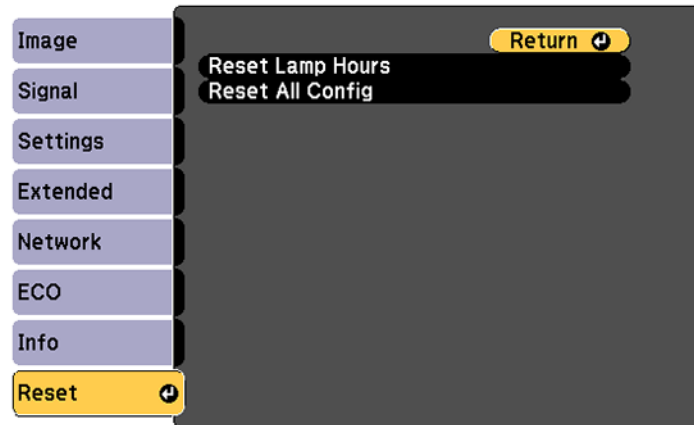 Image
Signal
Settings
Extended
Network
ECO
Info
Reset
Return
Reset Lamp Hours
Reset All Config